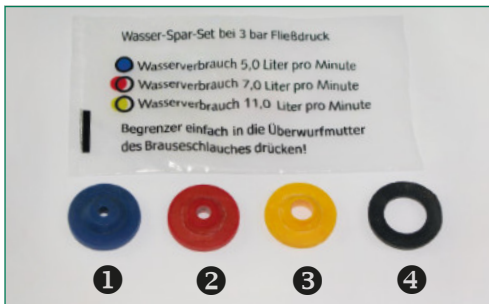 Wasser-Spar-Set bei 3 bar Fließdruck
Wasserverbrauch 5,0 Liter pro Minute
Wasserverbrauch 7,0 Liter pro Minute
Wasserverbrauch 11,0 Liter pro Minute
Begrenzer einfach in die Überwurfmutter
des Brauseschlauches drücken!
1 2 3 4